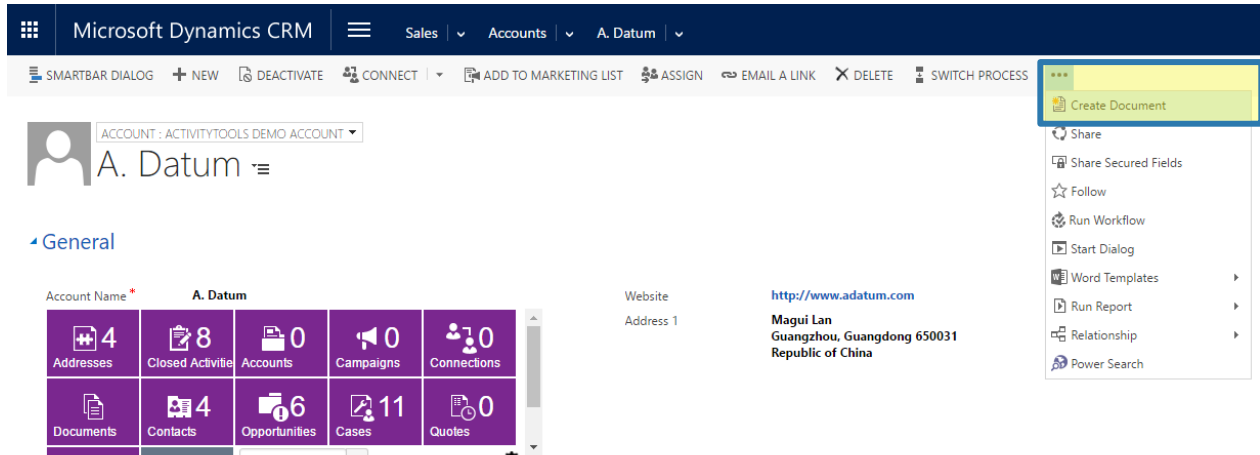 Microsoft Dynamics CRM Sales Accounts A. Datum
SMARTBAR DIALOG NEW DEACTIVATE CONNECT ADD TO MARKETING LIST ASSIGN EMAIL A LINK DELETE SWITCH PROCESS ...
Create Document
Share
Share Secured Fields
Follow
Run Workflow
Start Dialog
Word Templates
Run Report
Relationship
Power Search
ACCOUNT : ACTIVITYTOOLS DEMO ACCOUNT
A. Datum
General
Account Name * A. Datum
4 Addresses
8 Closed Activitie
0 Accounts
0 Campaigns
0 Connections
Documents
4 Contacts
6 Opportunities
11 Cases
0 Quotes
Website http://www.adatum.com
Address 1 Magui Lan
Guangzhou, Guangdong 650031
Republic of China